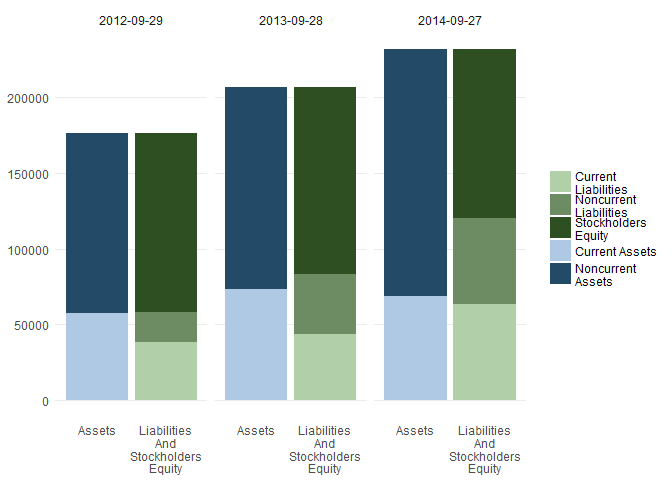 2012-09-29
2013-09-28
2014-09-27
200000
150000
100000
50000
0
Assets
Liabilities
And
Stockholders
Equity
Assets
Liabilities
And
Stockholders
Equity
Assets
Liabilities
And
Stockholders
Equity
Current
Liabilities
Noncurrent
Liabilities
Stockholders
Equity
Current Assets
Noncurrent
Assets